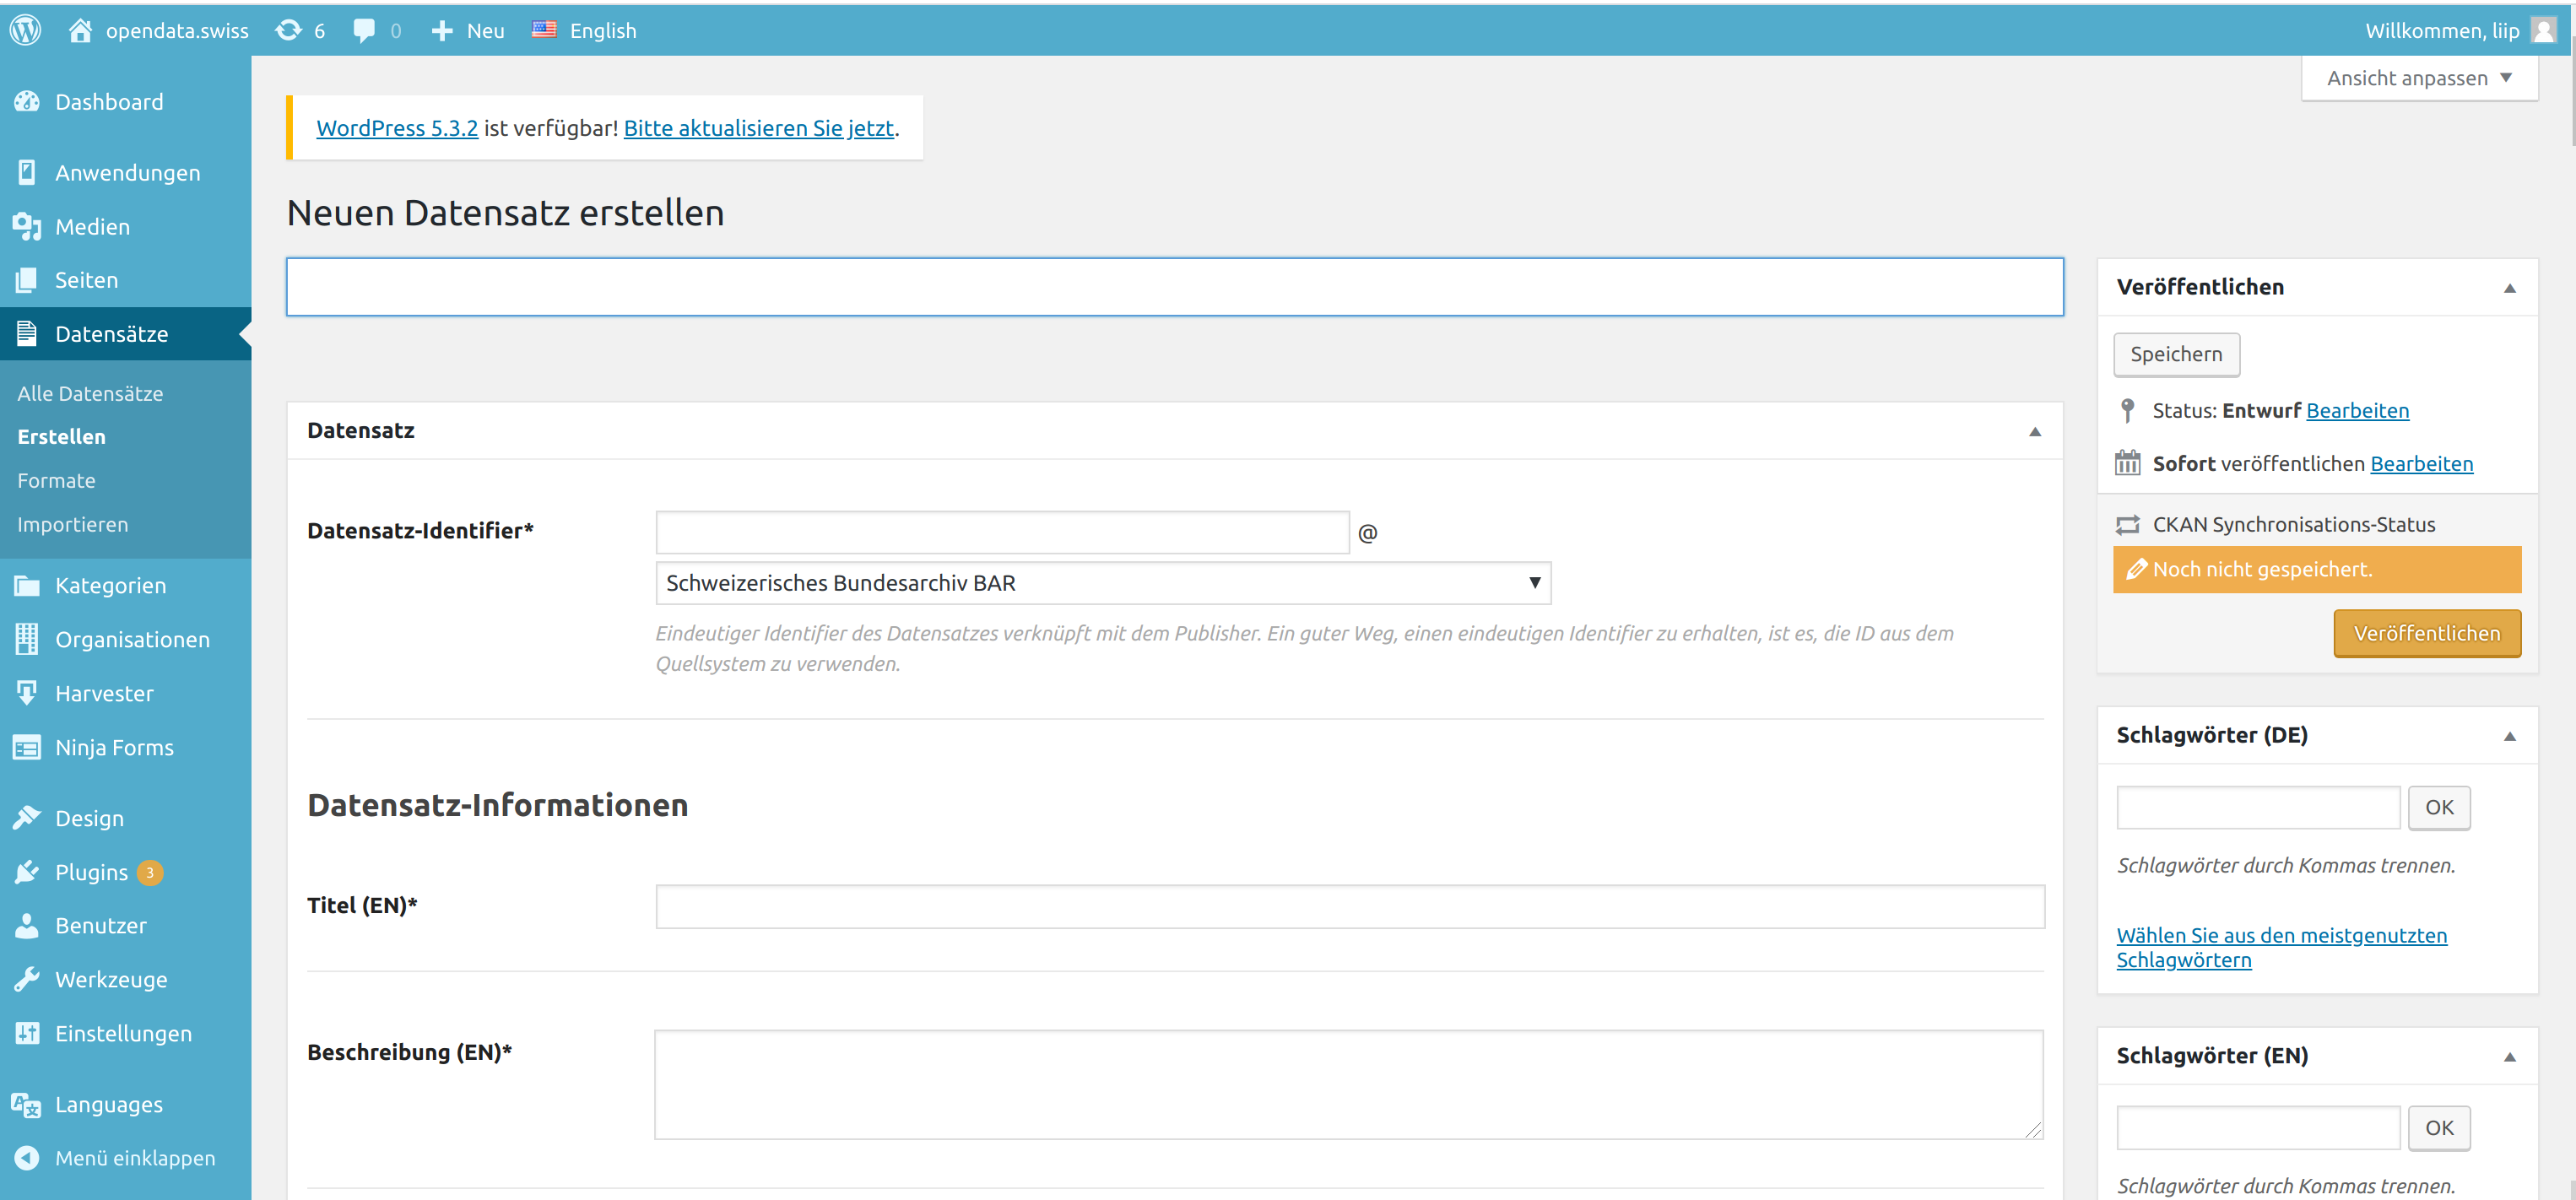 opendata.swiss 6 0 Neu English Willkommen, liip
Ansicht anpassen
Dashboard
Anwendungen
Medien
Seiten
Datensätze
Alle Datensätze
Erstellen
Formate
Importieren
Kategorien
Organisationen
Harvester
Ninja Forms
Design
Plugins 3
Benutzer
Werkzeuge
Einstellungen
Languages
Menü einklappen
WordPress 5.3.2 ist verfügbar! Bitte aktualisieren Sie jetzt.
Neuen Datensatz erstellen
Datensatz
Datensatz-Identifier* @
Schweizerisches Bundesarchiv BAR
Eindeutiger Identifier des Datensatzes verknüpft mit dem Publisher. Ein guter Weg, einen eindeutigen Identifier zu erhalten, ist es, die ID aus dem
Quellsystem zu verwenden.
Datensatz-Informationen
Titel (EN)*
Beschreibung (EN)*
Veröffentlichen
Speichern
Status: Entwurf Bearbeiten
Sofort veröffentlichen Bearbeiten
CKAN Synchronisations-Status
Noch nicht gespeichert.
Veröffentlichen
Schlagwörter (DE)
OK
Schlagwörter durch Kommas trennen.
Wählen Sie aus den meistgenutzten
Schlagwörtern
Schlagwörter (EN)
OK
Schlagwörter durch Kommas trennen.